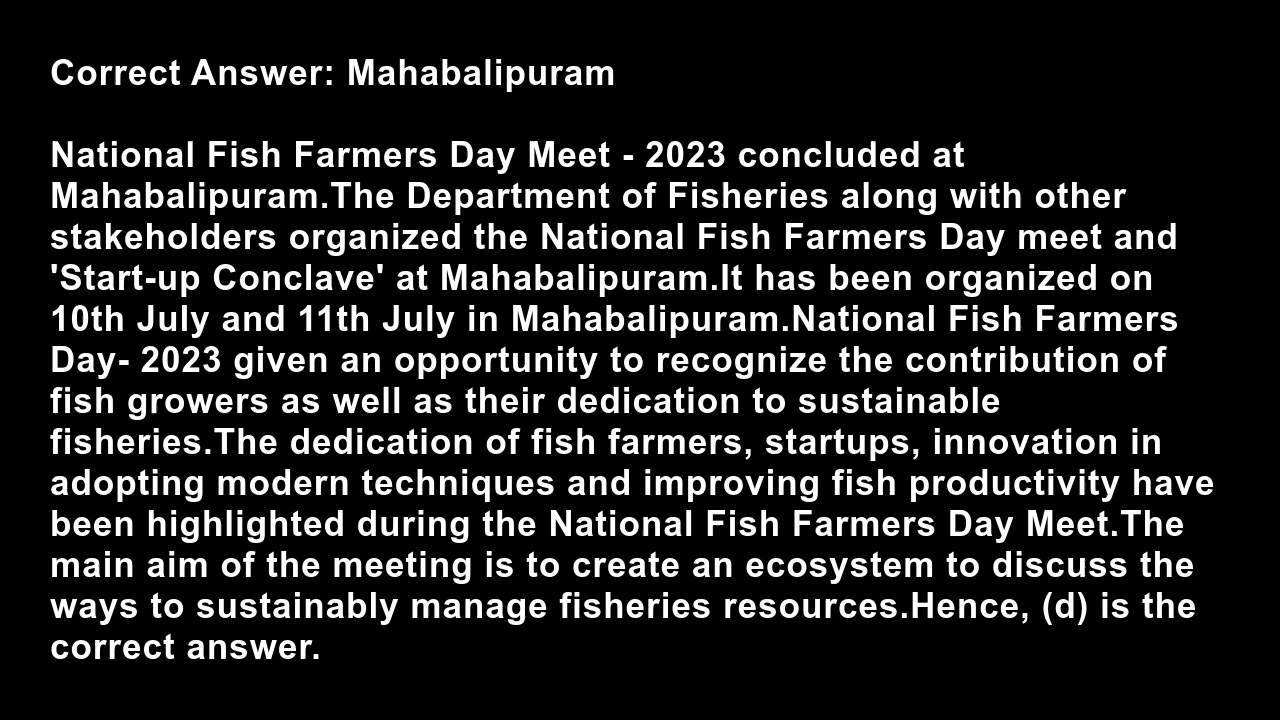 Correct Answer: Mahabalipuram
National Fish Farmers Day Meet - 2023 concluded at
Mahabalipuram.The Department of Fisheries along with other
stakeholders organized the National Fish Farmers Day meet and
'Start-up Conclave' at Mahabalipuram.It has been organized on
10th July and 11th July in Mahabalipuram.National Fish Farmers
Day- 2023 given an opportunity to recognize the contribution of
fish growers as well as their dedication to sustainable
fisheries.The dedication of fish farmers, startups, innovation in
adopting modern techniques and improving fish productivity have
been highlighted during the National Fish Farmers Day Meet.The
main aim of the meeting is to create an ecosystem to discuss the
ways to sustainably manage fisheries resources.Hence, (d) is the
correct answer.